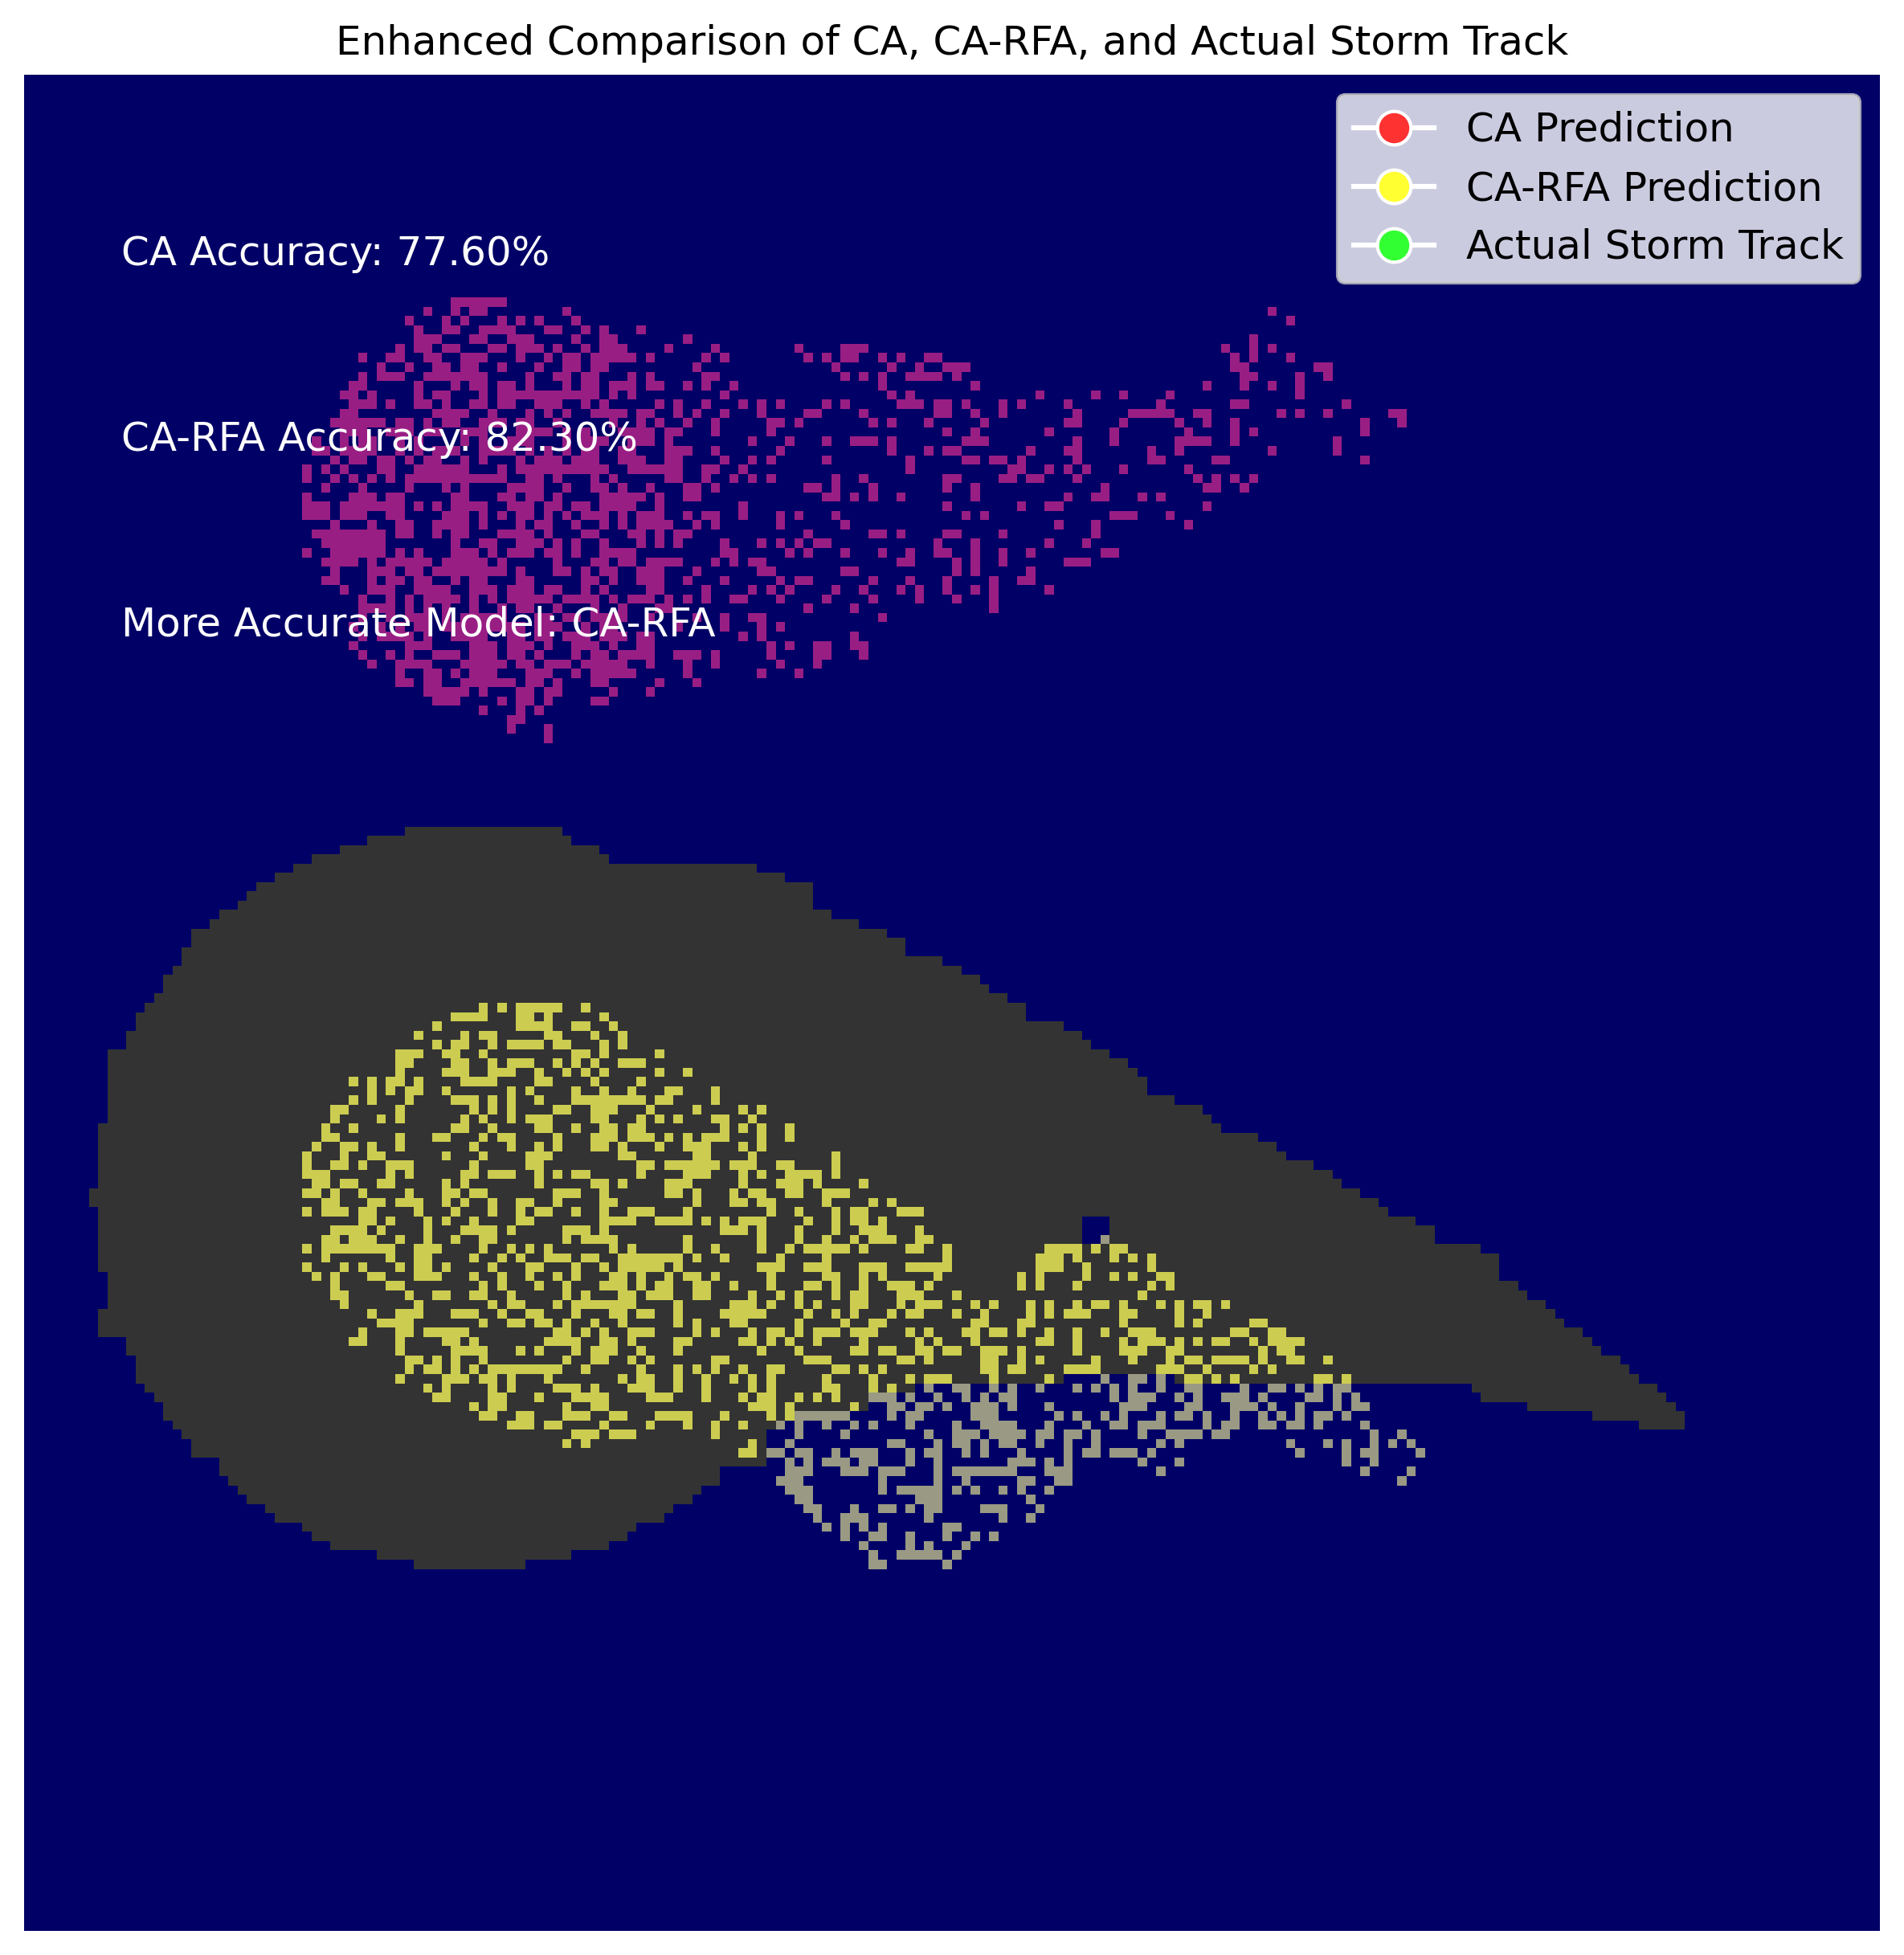 Enhanced Comparison of CA, CA-RFA, and Actual Storm Track
CA Prediction
CA-RFA Prediction
Actual Storm Track
CA Accuracy: 77.60%
CA-RFA Accuracy: 82.30%
More Accurate Model: CA-RFA